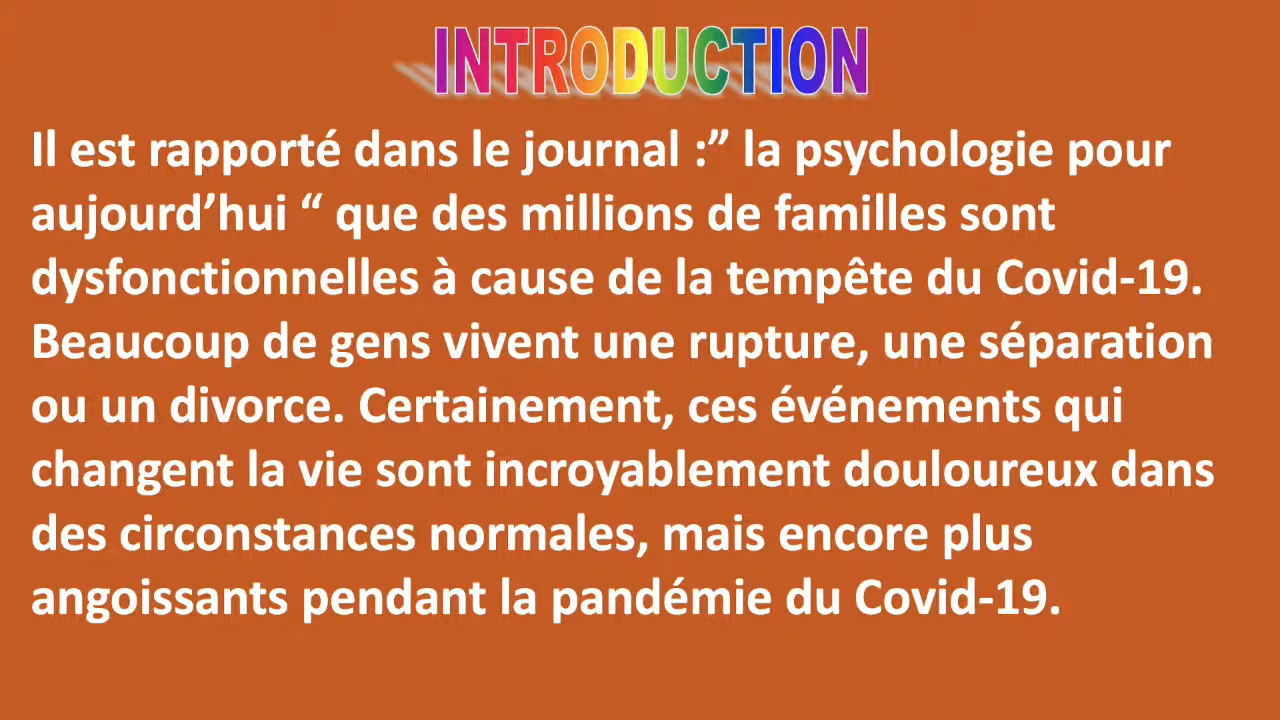 INTRODUCTION
Il est rapporté dans le journal :” la psychologie pour
aujourd’hui “ que des millions de familles sont
dysfonctionnelles à cause de la tempête du Covid-19.
Beaucoup de gens vivent une rupture, une séparation
ou un divorce. Certainement, ces événements qui
changent la vie sont incroyablement douloureux dans
des circonstances normales, mais encore plus
angoissants pendant la pandémie du Covid-19.